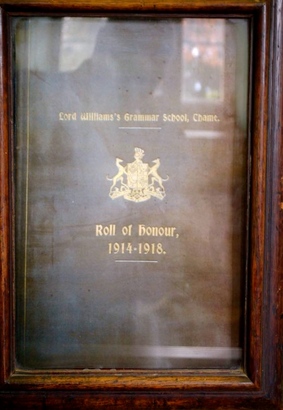 Lord Williams's Grammar School, Thame.
Roll of Honour,
1914-1918.